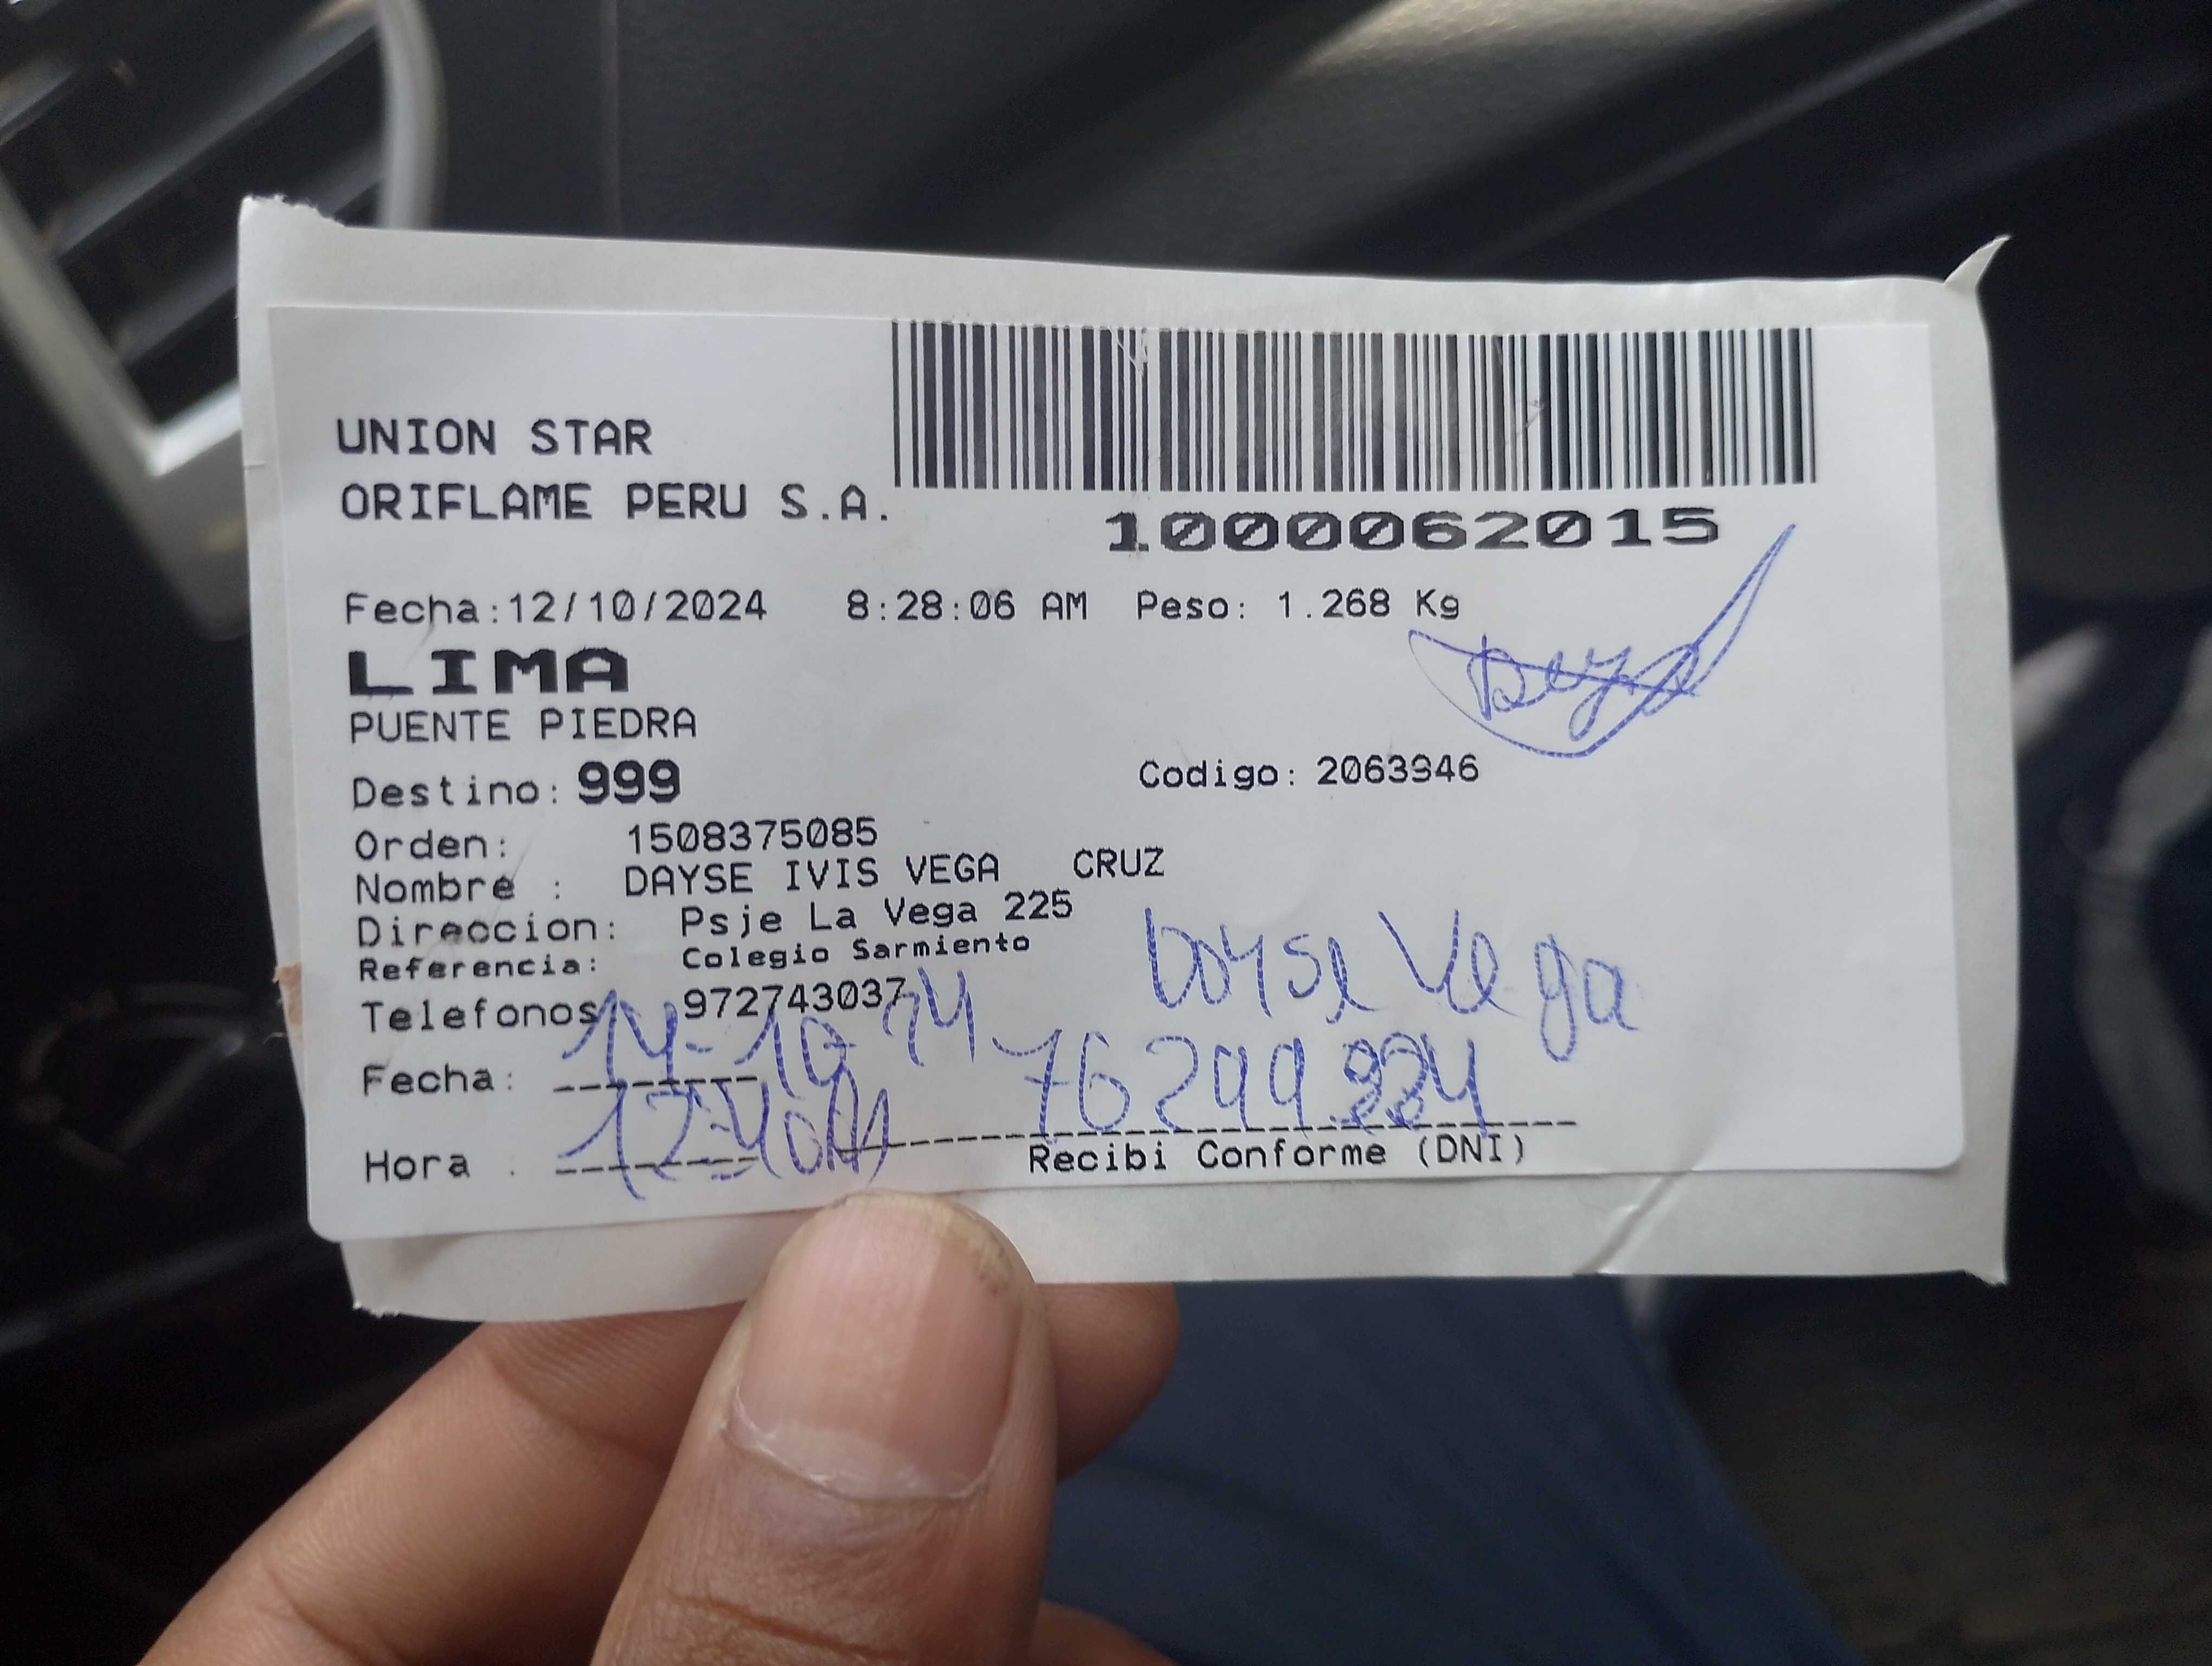 UNION STAR
ORIFLAME PERU S.A.
1000062015
Fecha:12/10/2024 8:28:06 AM Peso: 1.268 Kg
LIMA
PUENTE PIEDRA
Destino: 999 Codigo: 2063946
Orden: 1508375085
Nombre : DAYSE IVIS VEGA CRUZ
Direccion: Psje La Vega 225
Referencia: Colegio Sarmiento
Dayse Vega
Telefonos 972743037
Fecha: 14-10-24
76299
Hora :
Recibi Conforme (DNI)